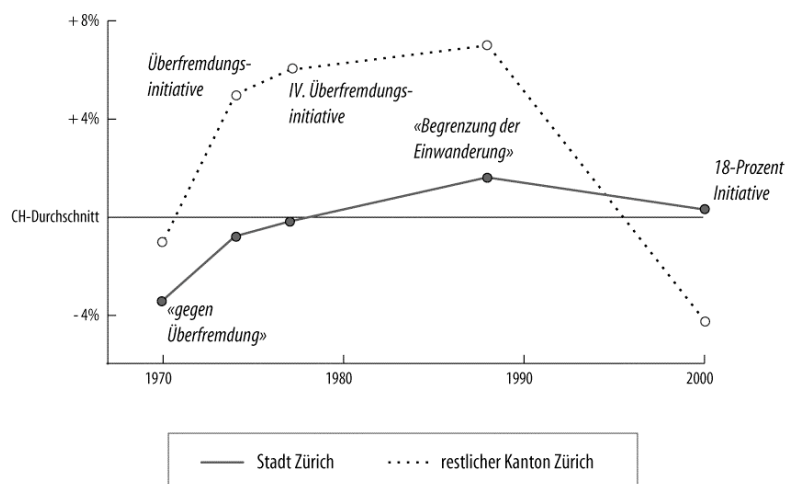 + 8%
Überfremdungs-
initiative
IV. Überfremdungs-
initiative
+ 4%
«Begrenzung der
Einwanderung»
18-Prozent
Initiative
CH-Durchschnitt
«gegen
Überfremdung»
- 4%
1970
1980
1990
2000
Stadt Zürich
restlicher Kanton Zürich